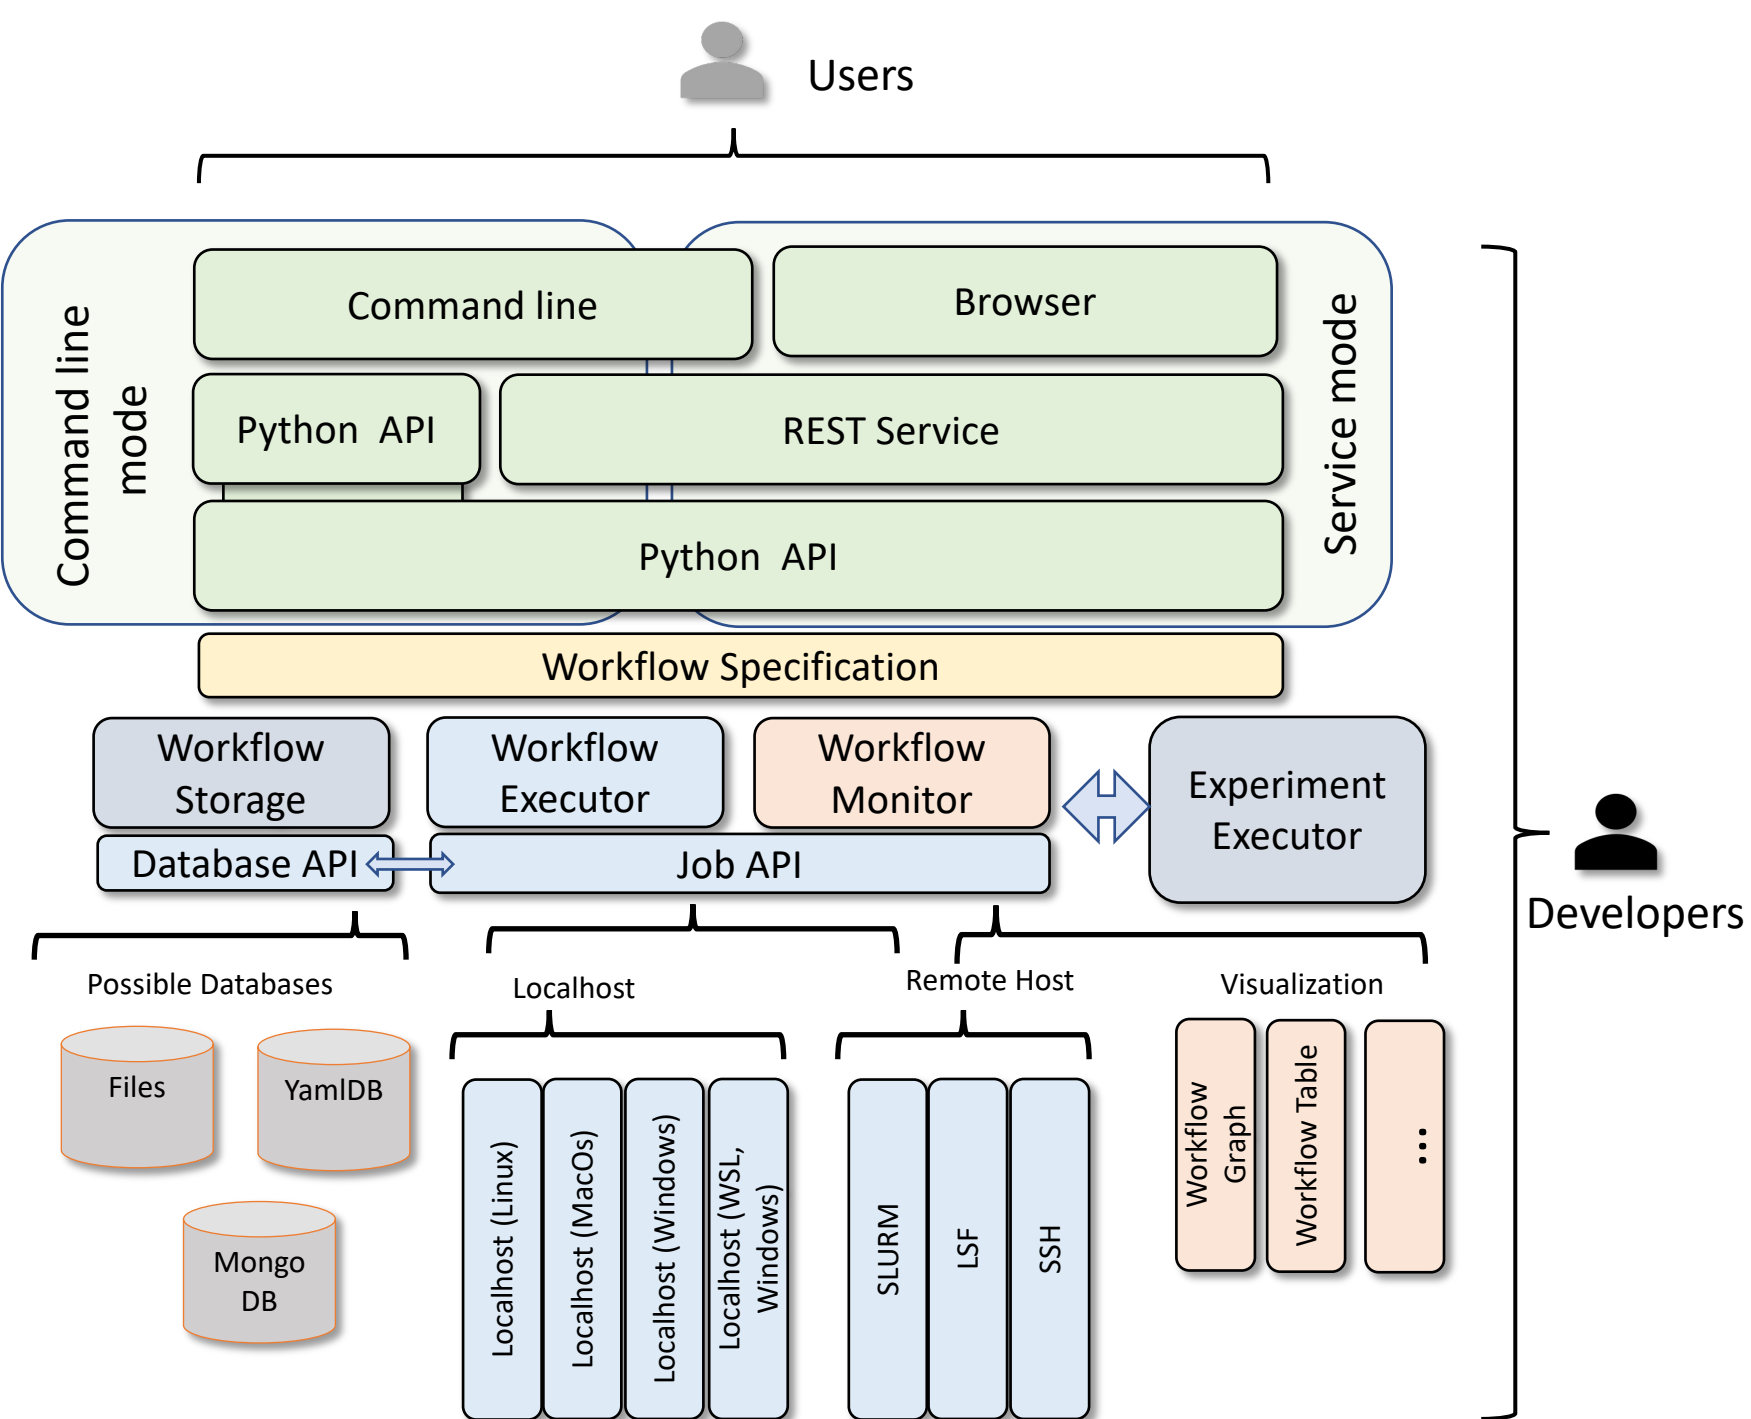 Users
Command line
mode
Command line
Browser
Service mode
Python  API
REST Service
Python  API
Workflow Specification
Workflow
Storage
Workflow
Executor
Workflow
Monitor
Experiment
Executor
Database API
Job API
Developers
Possible Databases
Localhost
Remote Host
Visualization
Files
YamlDB
Mongo
DB
Localhost (Linux)
Localhost (MacOs)
Localhost (Windows)
Localhost (WSL,
Windows)
SLURM
LSF
SSH
Workflow
Graph
Workflow Table
...